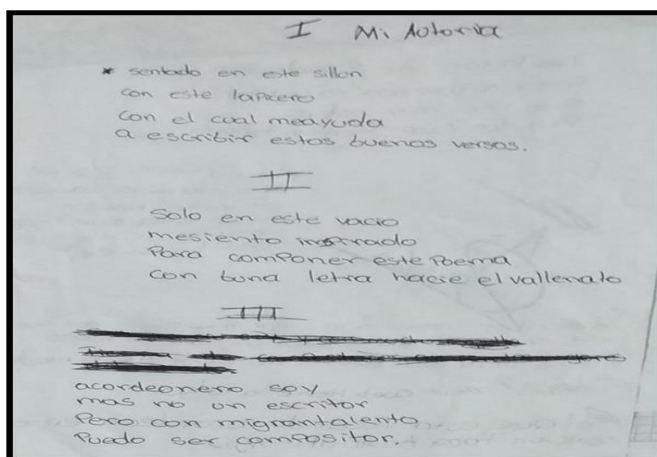 I Mi Autoria
* sentado en este sillon
con este lapicero
con el cual meayuda
a escribir estos buenos versos.
II
Solo en este vacio
mesiento
Para componer este Poema
con buna letra hacie el vallenato
III
acordeonero soy
mas no un escritor
Pero con migrantalento
Puedo ser compositor.